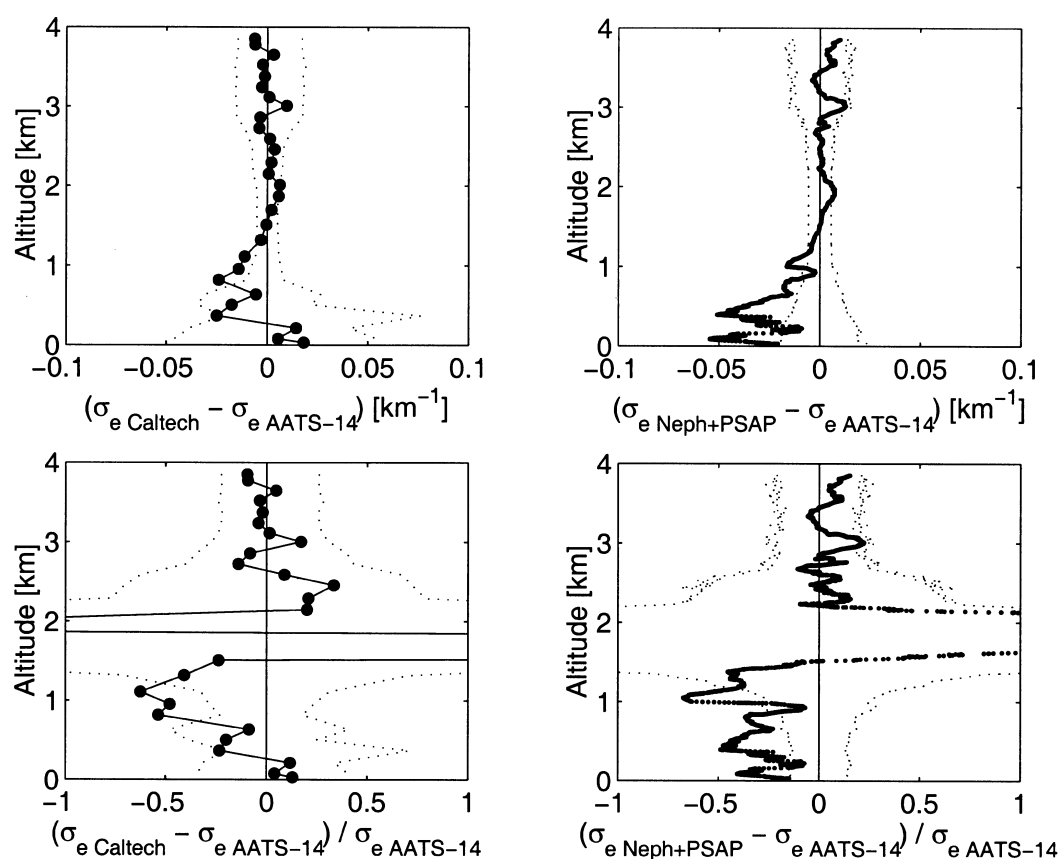 4
3
2
1
0
Altitude [km]
−0.1 −0.05 0 0.05 0.1
(σe Caltech − σe AATS−14) [km−1]
4
3
2
1
0
Altitude [km]
−0.1 −0.05 0 0.05 0.1
(σe Neph+PSAP − σe AATS−14) [km−1]
4
3
2
1
0
Altitude [km]
−1 −0.5 0 0.5 1
(σe Caltech − σe AATS−14) / σe AATS−14
4
3
2
1
0
Altitude [km]
−1 −0.5 0 0.5 1
(σe Neph+PSAP − σe AATS−14) / σe AATS−14